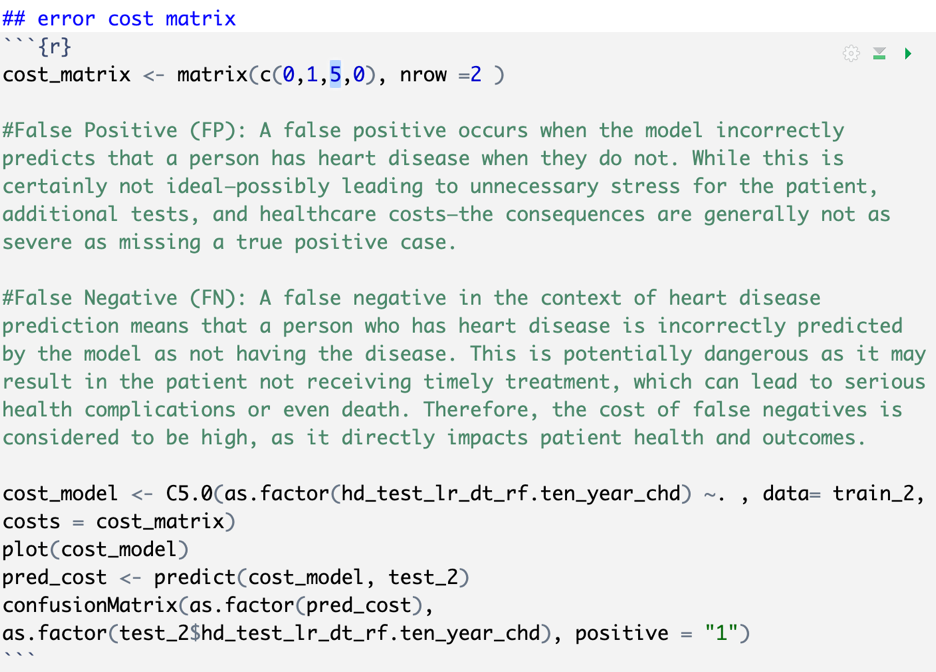 ## error cost matrix
```{r}
cost_matrix <- matrix(c(0,1,5,0), nrow =2 )
#False Positive (FP): A false positive occurs when the model incorrectly
predicts that a person has heart disease when they do not. While this is
certainly not ideal—possibly leading to unnecessary stress for the patient,
additional tests, and healthcare costs—the consequences are generally not as
severe as missing a true positive case.
#False Negative (FN): A false negative in the context of heart disease
prediction means that a person who has heart disease is incorrectly predicted
by the model as not having the disease. This is potentially dangerous as it may
result in the patient not receiving timely treatment, which can lead to serious
health complications or even death. Therefore, the cost of false negatives is
considered to be high, as it directly impacts patient health and outcomes.
cost_model <- C5.0(as.factor(hd_test_lr_dt_rf.ten_year_chd) ~. , data= train_2,
costs = cost_matrix)
plot(cost_model)
pred_cost <- predict(cost_model, test_2)
confusionMatrix(as.factor(pred_cost),
as.factor(test_2$hd_test_lr_dt_rf.ten_year_chd), positive = "1")
```